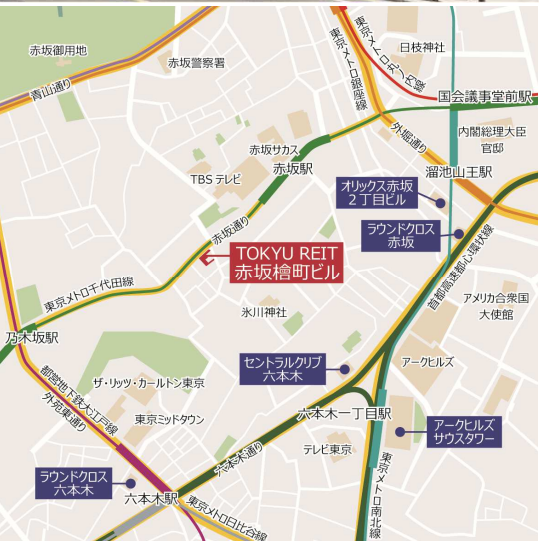 日枝神社
赤坂御用地
赤坂警察署
東京メトロ銀座線
東京メトロ丸ノ内線
青山通り
国会議事堂前駅
外堀通り
内閣総理大臣
官邸
赤坂サカス
赤坂駅
溜池山王駅
TBS テレビ
オリックス赤坂
2丁目ビル
赤坂通り
ラウンドクロス
赤坂
TOKYU REIT
赤坂檜町ビル
首都高速都心環状線
東京メトロ千代田線
アメリカ合衆国
大使館
氷川神社
乃木坂駅
セントラルクリブ
六本木
アークヒルズ
都営地下鉄大江戸線
外苑東通り
ザ・リッツ・カールトン東京
東京ミッドタウン
六本木一丁目駅
アークヒルズ
サウスタワー
六本木通り
テレビ東京
ラウンドクロス
六本木
六本木駅
東京メトロ日比谷線
東京メトロ南北線